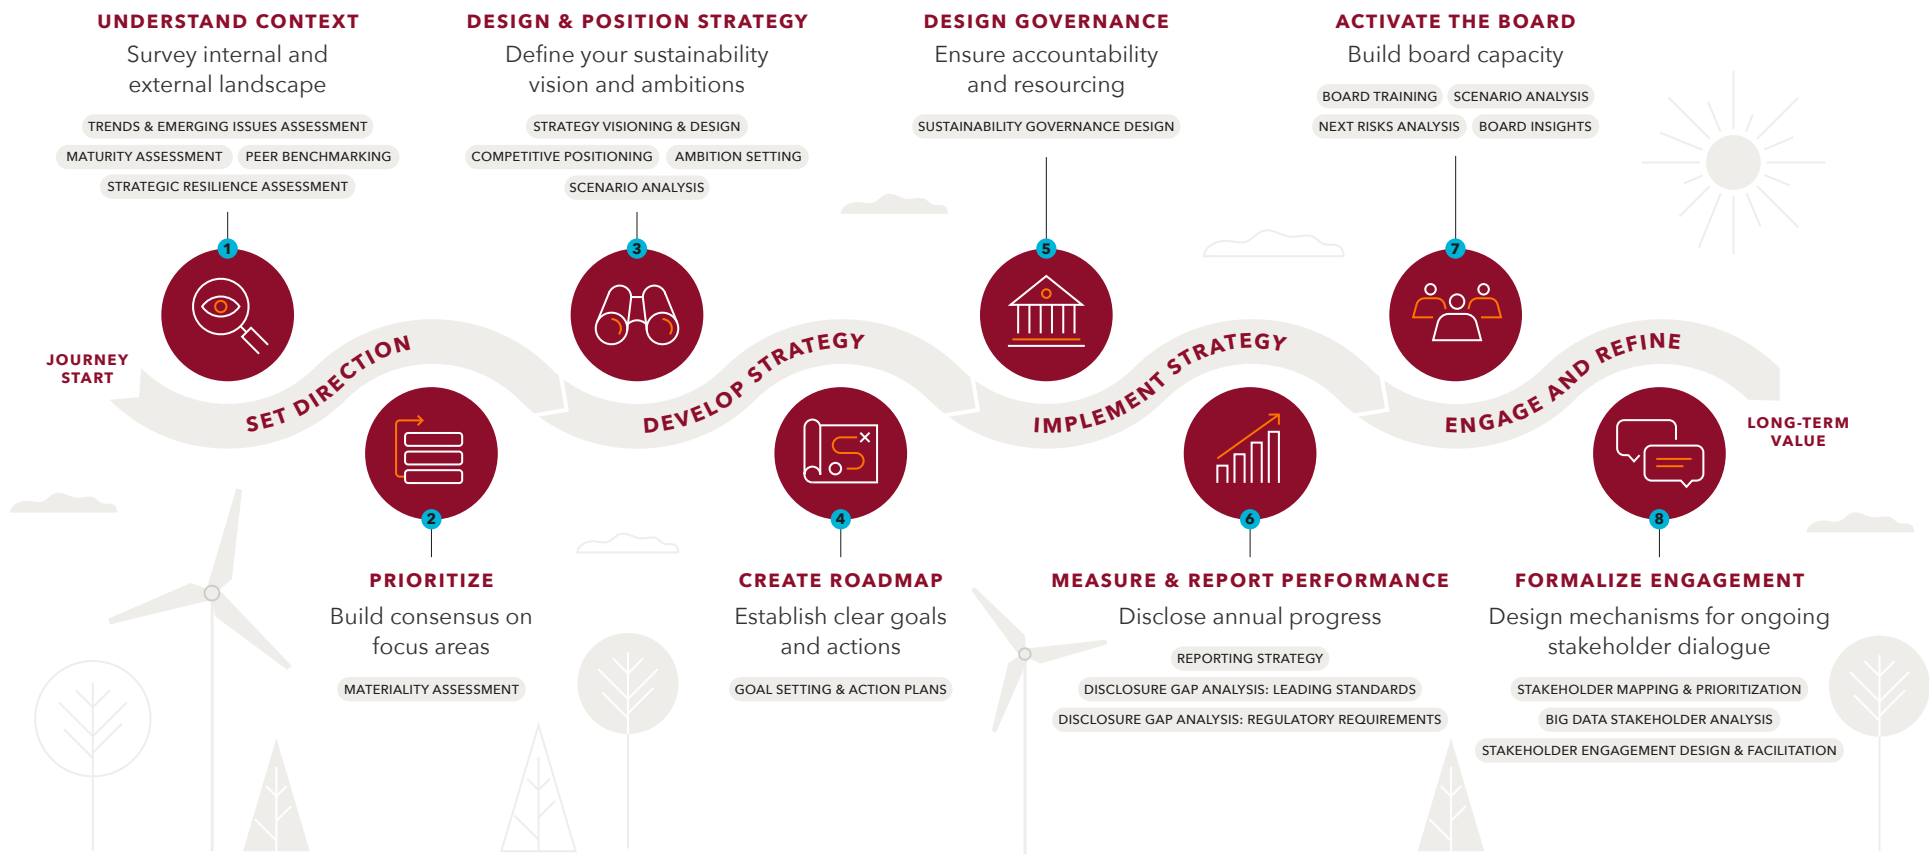 JOURNEY
START
UNDERSTAND CONTEXT
Survey internal and
external landscape
TRENDS & EMERGING ISSUES ASSESSMENT
MATURITY ASSESSMENT
PEER BENCHMARKING
STRATEGIC RESILIENCE ASSESSMENT
1
SET DIRECTION
2
PRIORITIZE
Build consensus on
focus areas
MATERIALITY ASSESSMENT
DESIGN & POSITION STRATEGY
Define your sustainability
vision and ambitions
STRATEGY VISIONING & DESIGN
COMPETITIVE POSITIONING
AMBITION SETTING
SCENARIO ANALYSIS
3
DEVELOP STRATEGY
4
CREATE ROADMAP
Establish clear goals
and actions
GOAL SETTING & ACTION PLANS
DESIGN GOVERNANCE
Ensure accountability
and resourcing
SUSTAINABILITY GOVERNANCE DESIGN
5
IMPLEMENT STRATEGY
6
MEASURE & REPORT PERFORMANCE
Disclose annual progress
REPORTING STRATEGY
DISCLOSURE GAP ANALYSIS: LEADING STANDARDS
DISCLOSURE GAP ANALYSIS: REGULATORY REQUIREMENTS
ACTIVATE THE BOARD
Build board capacity
BOARD TRAINING
SCENARIO ANALYSIS
NEXT RISKS ANALYSIS
BOARD INSIGHTS
7
ENGAGE AND REFINE
8
FORMALIZE ENGAGEMENT
Design mechanisms for ongoing
stakeholder dialogue
STAKEHOLDER MAPPING & PRIORITIZATION
BIG DATA STAKEHOLDER ANALYSIS
STAKEHOLDER ENGAGEMENT DESIGN & FACILITATION
LONG-TERM
VALUE